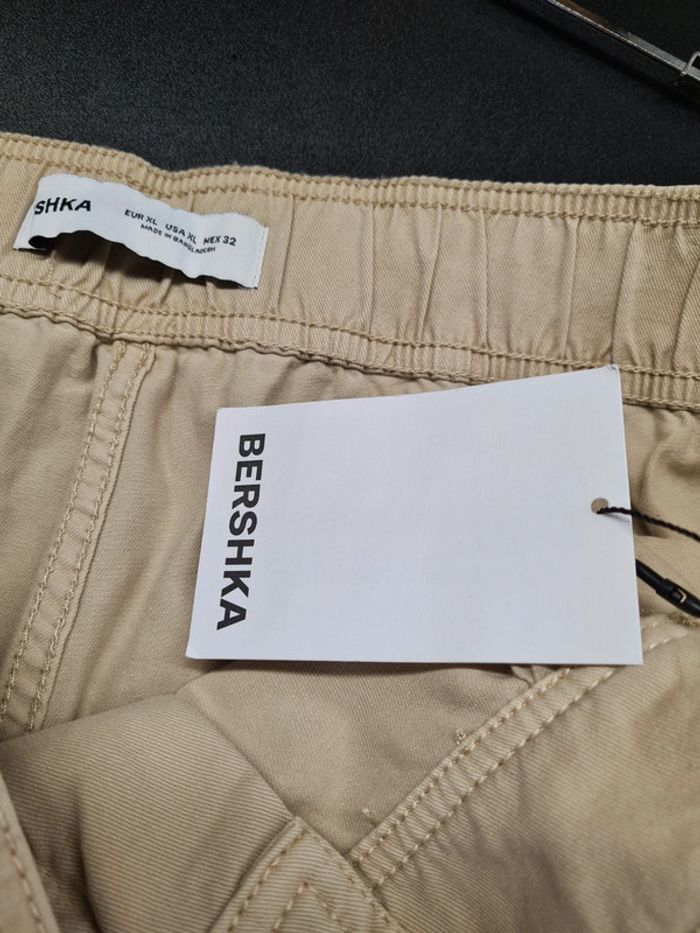 SHKA
EUR XL USA XL MEX 32
MADE IN BANGLADESH
BERSHKA